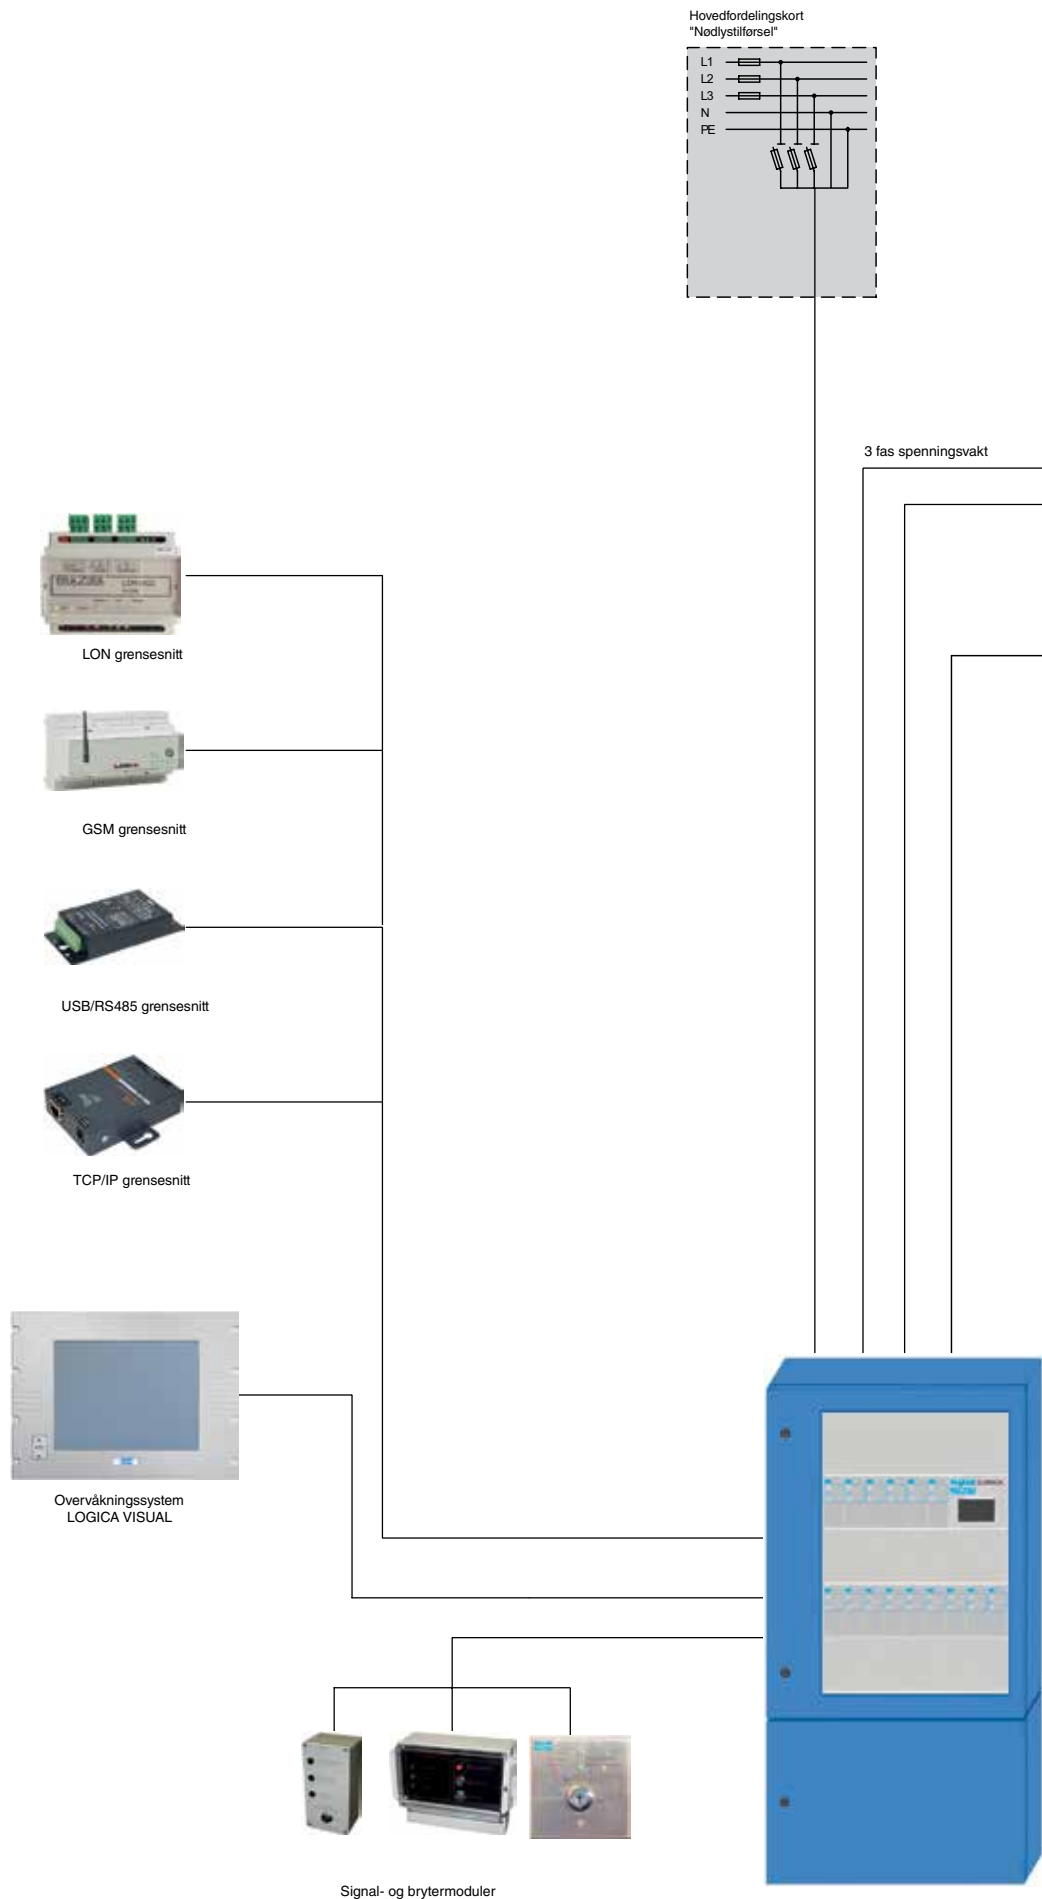 Hovedfordelingskort
"Nødlystilførsel"
L1
L2
L3
N
PE
3 fas spenningsvakt
LON grensesnitt
GSM grensesnitt
USB/RS485 grensesnitt
TCP/IP grensesnitt
Overvåkningssystem
LOGICA VISUAL
Signal- og brytermoduler